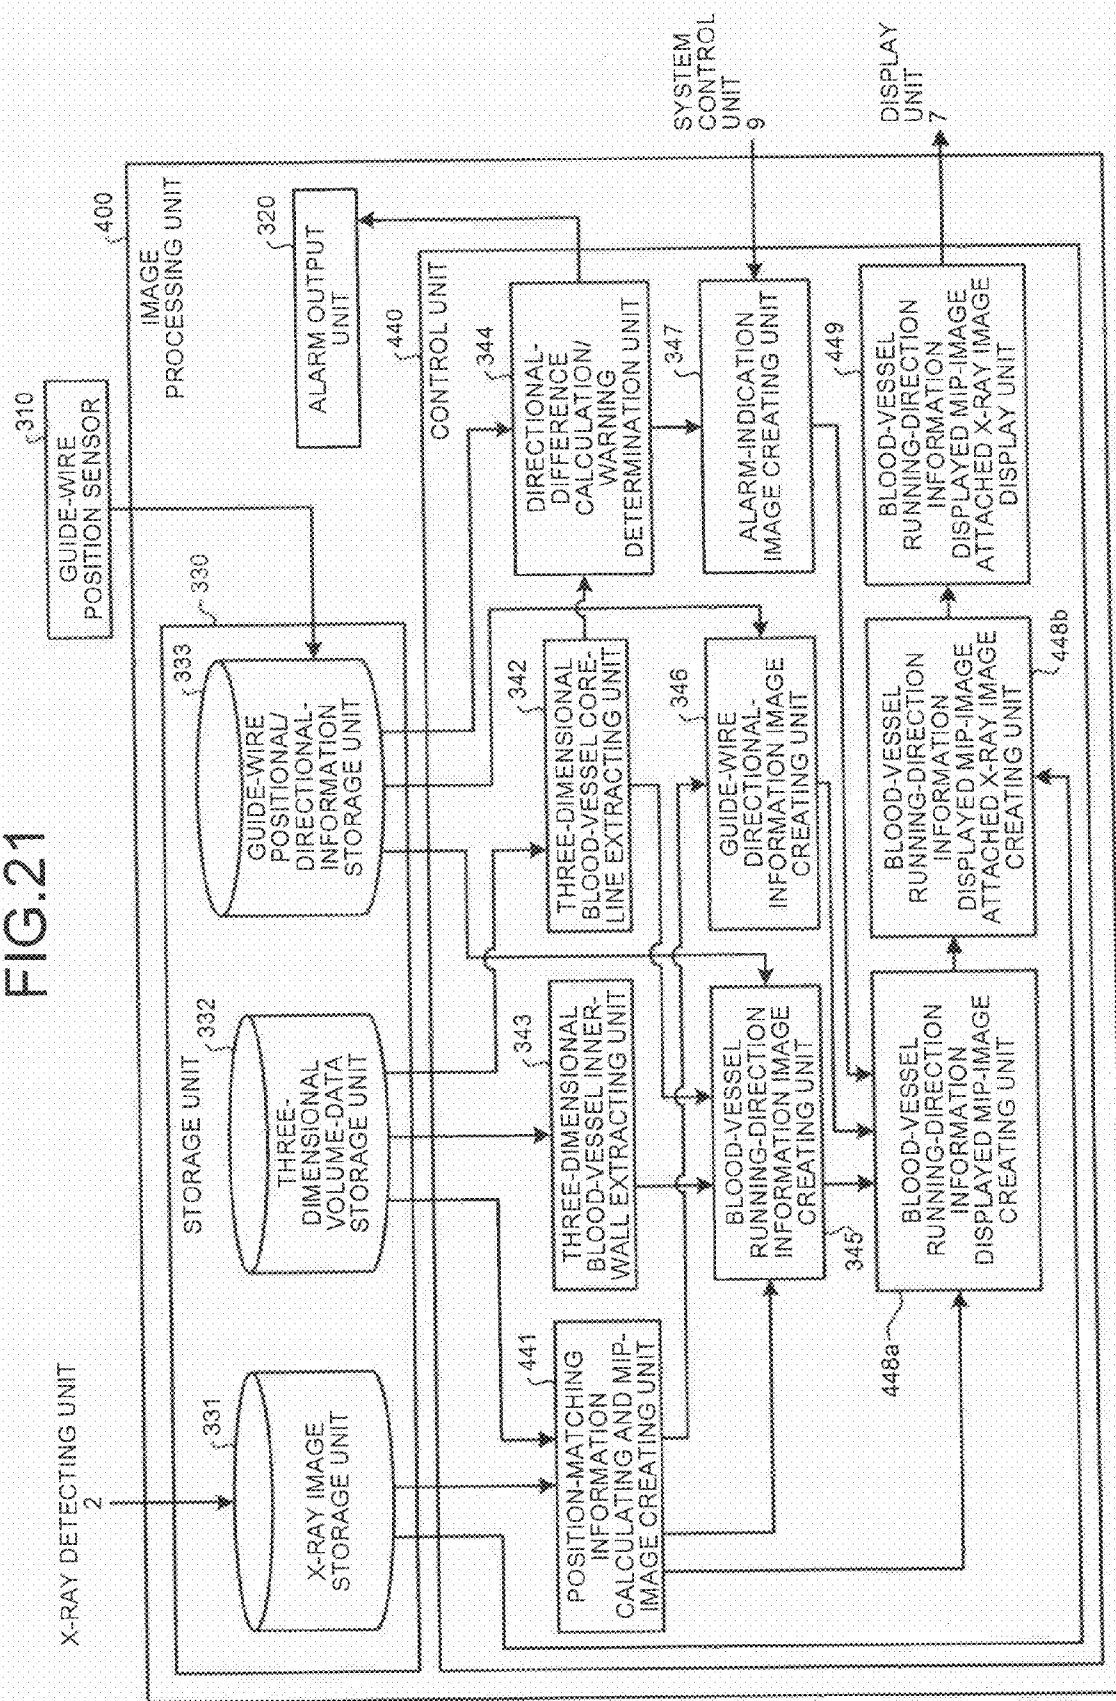 FIG.21
X-RAY DETECTING UNIT
2
GUIDE-WIRE
POSITION SENSOR
310
400
IMAGE
PROCESSING UNIT
STORAGE UNIT
330
331
X-RAY IMAGE
STORAGE UNIT
332
THREE-
DIMENSIONAL
VOLUME-DATA
STORAGE UNIT
333
GUIDE-WIRE
POSITIONAL/
DIRECTIONAL-
INFORMATION
STORAGE UNIT
320
ALARM OUTPUT
UNIT
440
CONTROL UNIT
441
POSITION-MATCHING
INFORMATION
CALCULATING AND MIP-
IMAGE CREATING UNIT
343
THREE-DIMENSIONAL
BLOOD-VESSEL INNER-
WALL EXTRACTING UNIT
342
THREE-DIMENSIONAL
BLOOD-VESSEL CORE-
LINE EXTRACTING UNIT
344
DIRECTIONAL-
DIFFERENCE
CALCULATION/
WARNING
DETERMINATION UNIT
BLOOD-VESSEL
RUNNING-DIRECTION
INFORMATION IMAGE
CREATING UNIT
345
346
GUIDE-WIRE
DIRECTIONAL-
INFORMATION IMAGE
CREATING UNIT
347
ALARM-INDICATION
IMAGE CREATING UNIT
SYSTEM
CONTROL
UNIT
9
448a
BLOOD-VESSEL
RUNNING-DIRECTION
INFORMATION
DISPLAYED MIP-IMAGE
CREATING UNIT
BLOOD-VESSEL
RUNNING-DIRECTION
INFORMATION
DISPLAYED MIP-IMAGE
ATTACHED X-RAY IMAGE
CREATING UNIT
448b
449
BLOOD-VESSEL
RUNNING-DIRECTION
INFORMATION
DISPLAYED MIP-IMAGE
ATTACHED X-RAY IMAGE
DISPLAY UNIT
DISPLAY
UNIT
7